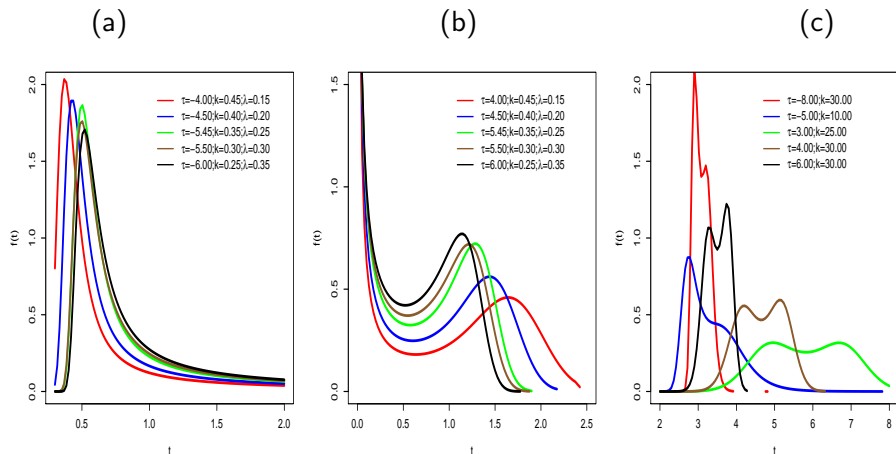 (a)
(b)
(c)
f(t)
2.0
1.5
1.0
0.5
0.0
τ=−4.00;k=0.45;λ=0.15
τ=−4.50;k=0.40;λ=0.20
τ=−5.45;k=0.35;λ=0.25
τ=−5.50;k=0.30;λ=0.30
τ=−6.00;k=0.25;λ=0.35
0.5 1.0 1.5 2.0
t
f(t)
1.5
1.0
0.5
0.0
τ=4.00;k=0.45;λ=0.15
τ=4.50;k=0.40;λ=0.20
τ=5.45;k=0.35;λ=0.25
τ=5.50;k=0.30;λ=0.30
τ=6.00;k=0.25;λ=0.35
0.0 0.5 1.0 1.5 2.0 2.5
t
f(t)
2.0
1.5
1.0
0.5
0.0
τ=−8.00;k=30.00
τ=−5.00;k=10.00
τ=3.00;k=25.00
τ=4.00;k=30.00
τ=6.00;k=30.00
2 3 4 5 6 7 8
t